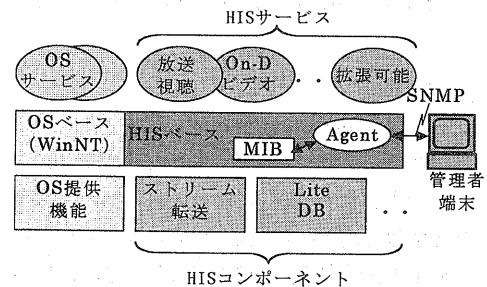 HISサービス
OS
サービス
放送
視聴
On-D
ビデオ
・・
拡張可能
SNMP
OSベース
(WinNT)
HISベース
MIB
Agent
管理者
端末
OS提供
機能
ストリーム
転送
Lite
DB
・・
HISコンポーネント